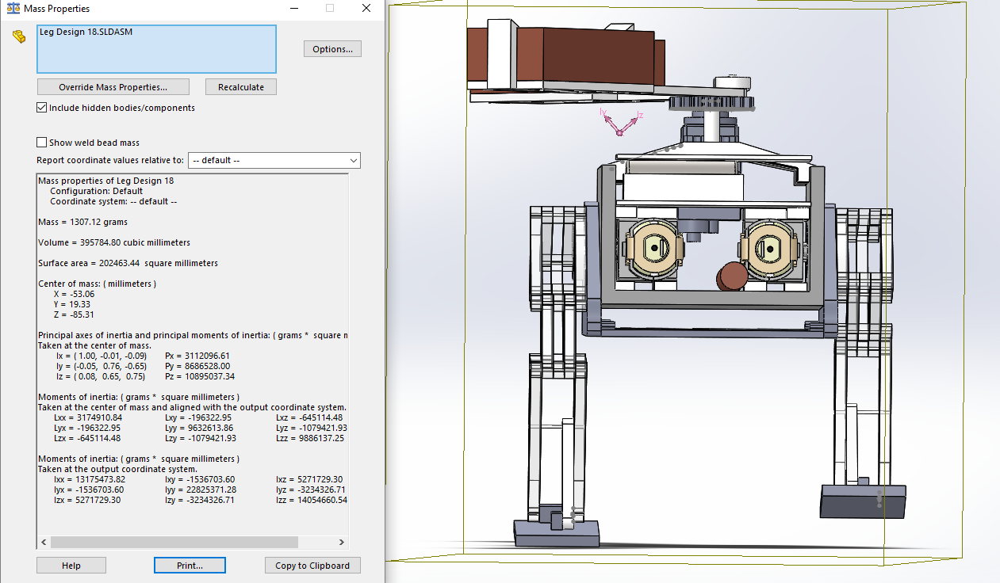 Mass Properties
Leg Design 18.SLDASM
Options...
Override Mass Properties...
Recalculate
Include hidden bodies/components
Show weld bead mass
Report coordinate values relative to: -- default --
Mass properties of Leg Design 18
Configuration: Default
Coordinate system: -- default --
Mass = 1307.12 grams
Volume = 395784.80 cubic millimeters
Surface area = 202463.44 square millimeters
Center of mass: ( millimeters )
X = -53.06
Y = 19.33
Z = -85.31
Principal axes of inertia and principal moments of inertia: ( grams * square m
Taken at the center of mass.
Ix = ( 1.00, -0.01, -0.09) Px = 3112096.61
Iy = (-0.05, 0.76, -0.65) Py = 8686528.00
Iz = ( 0.08, 0.65, 0.75) Pz = 10895037.34
Moments of inertia: ( grams * square millimeters )
Taken at the center of mass and aligned with the output coordinate system.
Lxx = 3174910.84 Lxy = -196322.95 Lxz = -645114.48
Lyx = -196322.95 Lyy = 9632613.86 Lyz = -1079421.93
Lzx = -645114.48 Lzy = -1079421.93 Lzz = 9886137.25
Moments of inertia: ( grams * square millimeters )
Taken at the output coordinate system.
Ixx = 13175473.82 Ixy = -1536703.60 Ixz = 5271729.30
Iyx = -1536703.60 Iyy = 22825371.28 Iyz = -3234326.71
Izx = 5271729.30 Izy = -3234326.71 Izz = 14054660.54
Help
Print...
Copy to Clipboard
Iy
Iz